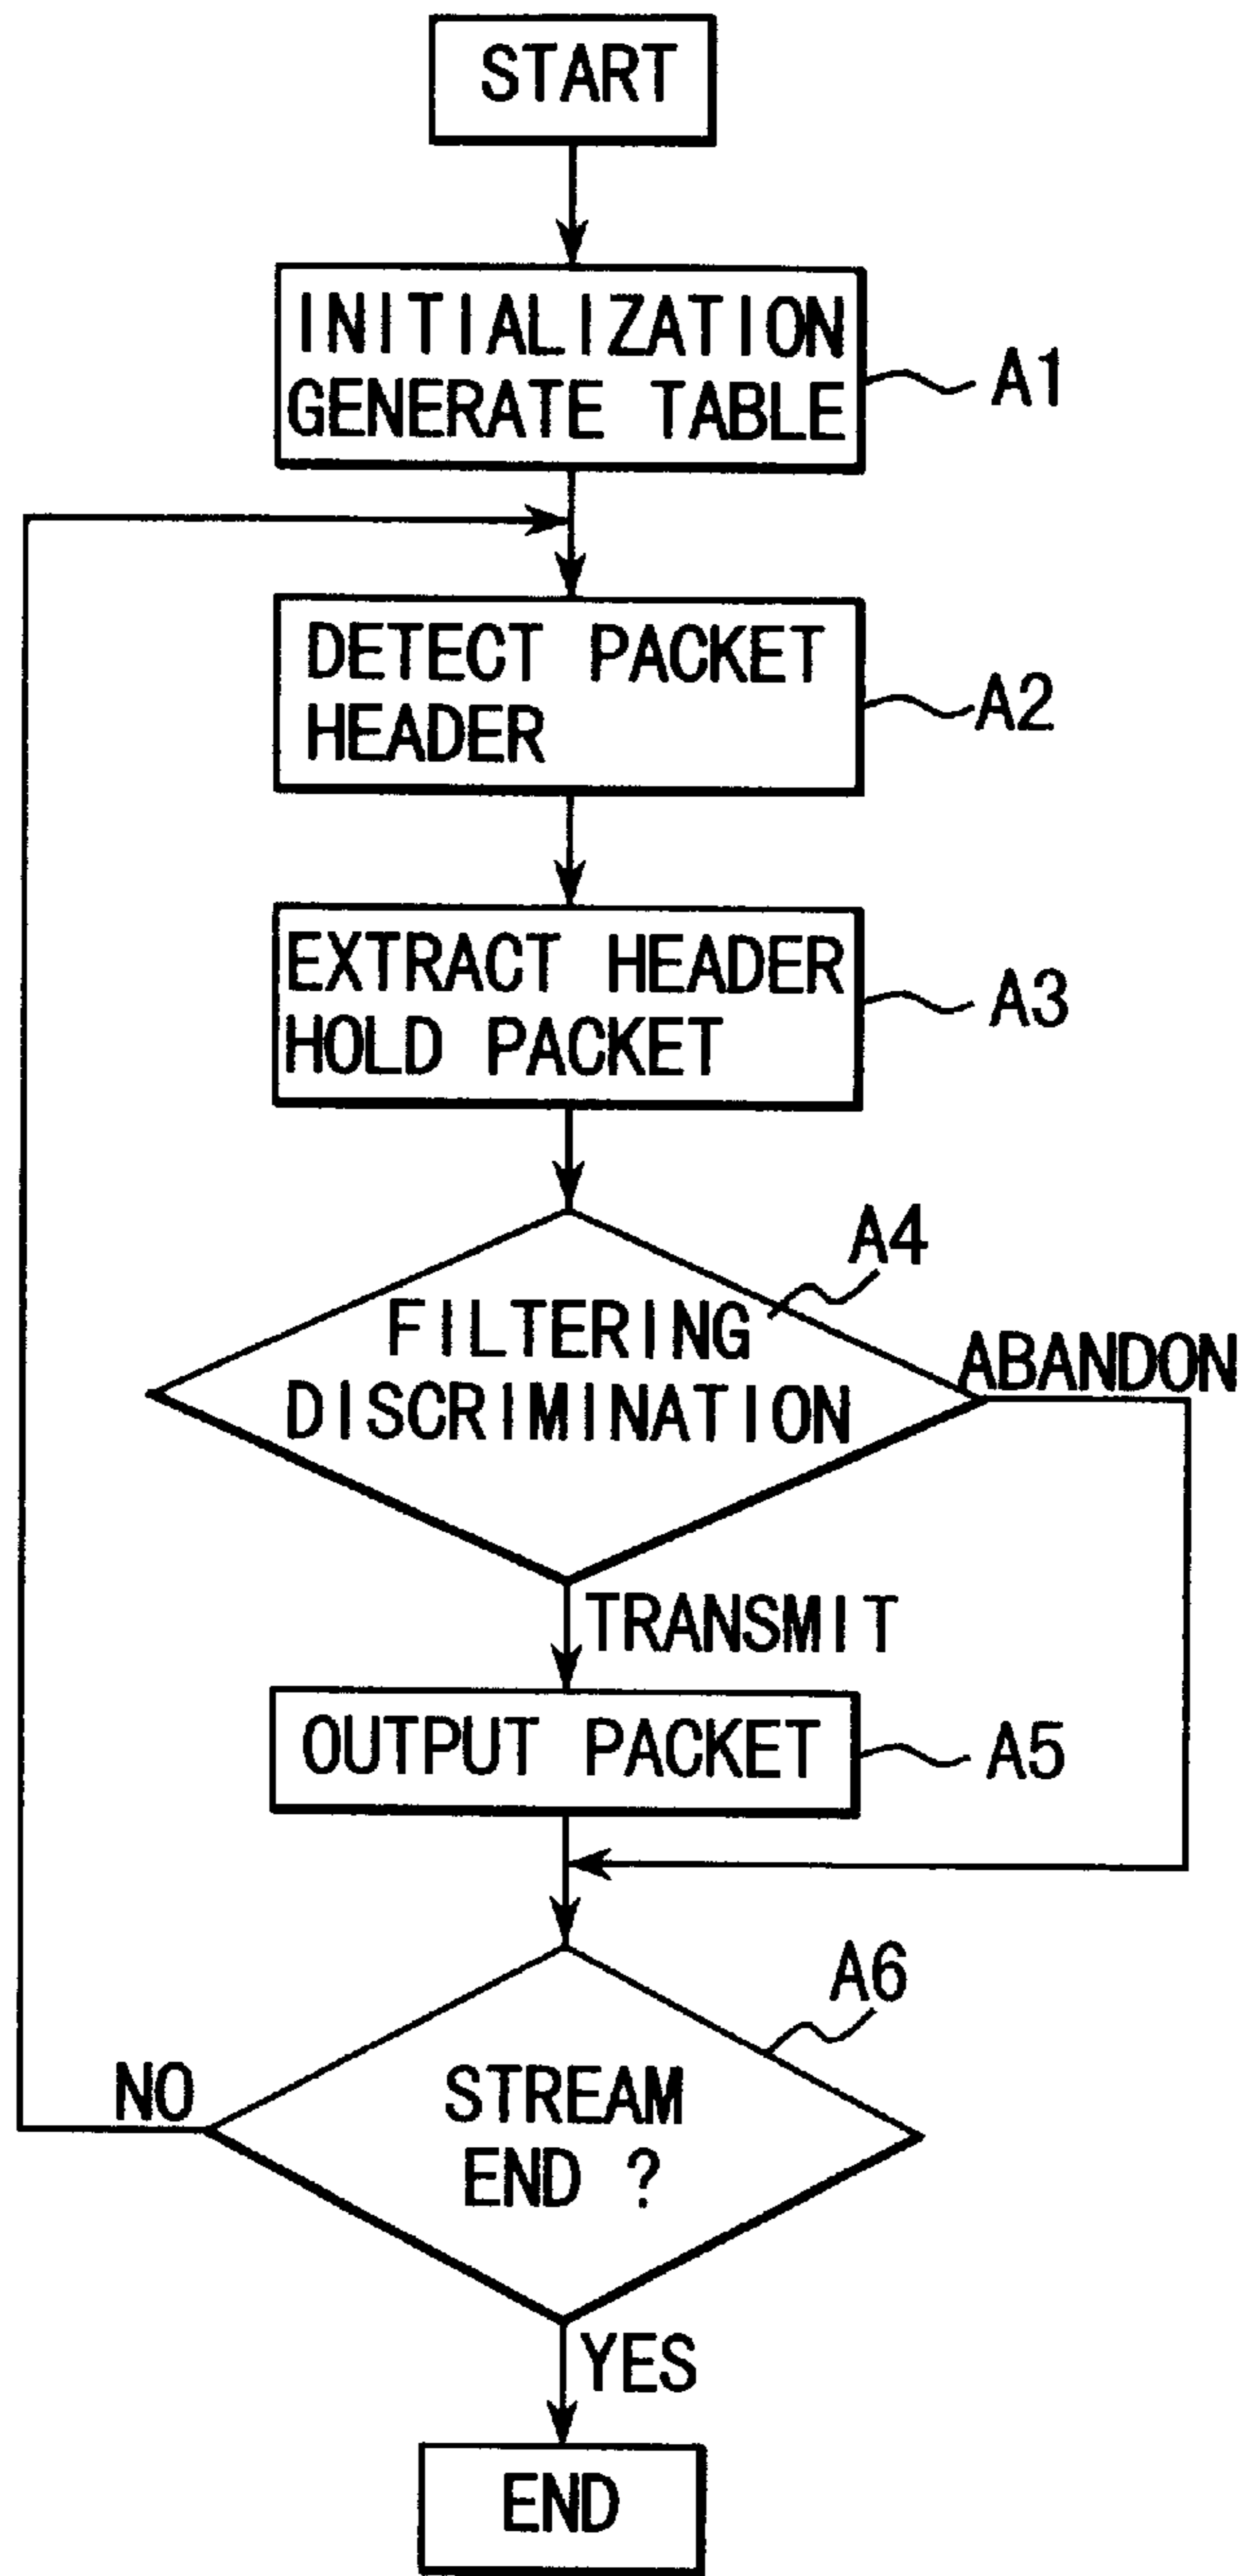 START
INITIALIZATION
GENERATE TABLE
A1
DETECT PACKET
HEADER
A2
EXTRACT HEADER
HOLD PACKET
A3
A4
FILTERING
DISCRIMINATION
ABANDON
TRANSMIT
OUTPUT PACKET
A5
A6
NO
STREAM
END ?
YES
END